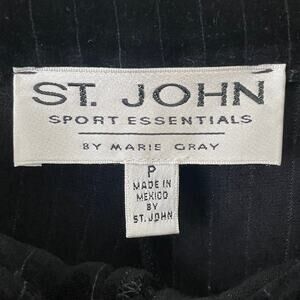 ST. JOHN
SPORT ESSENTIALS
BY MARIE GRAY
P
MADE IN
MEXICO
BY
ST. JOHN